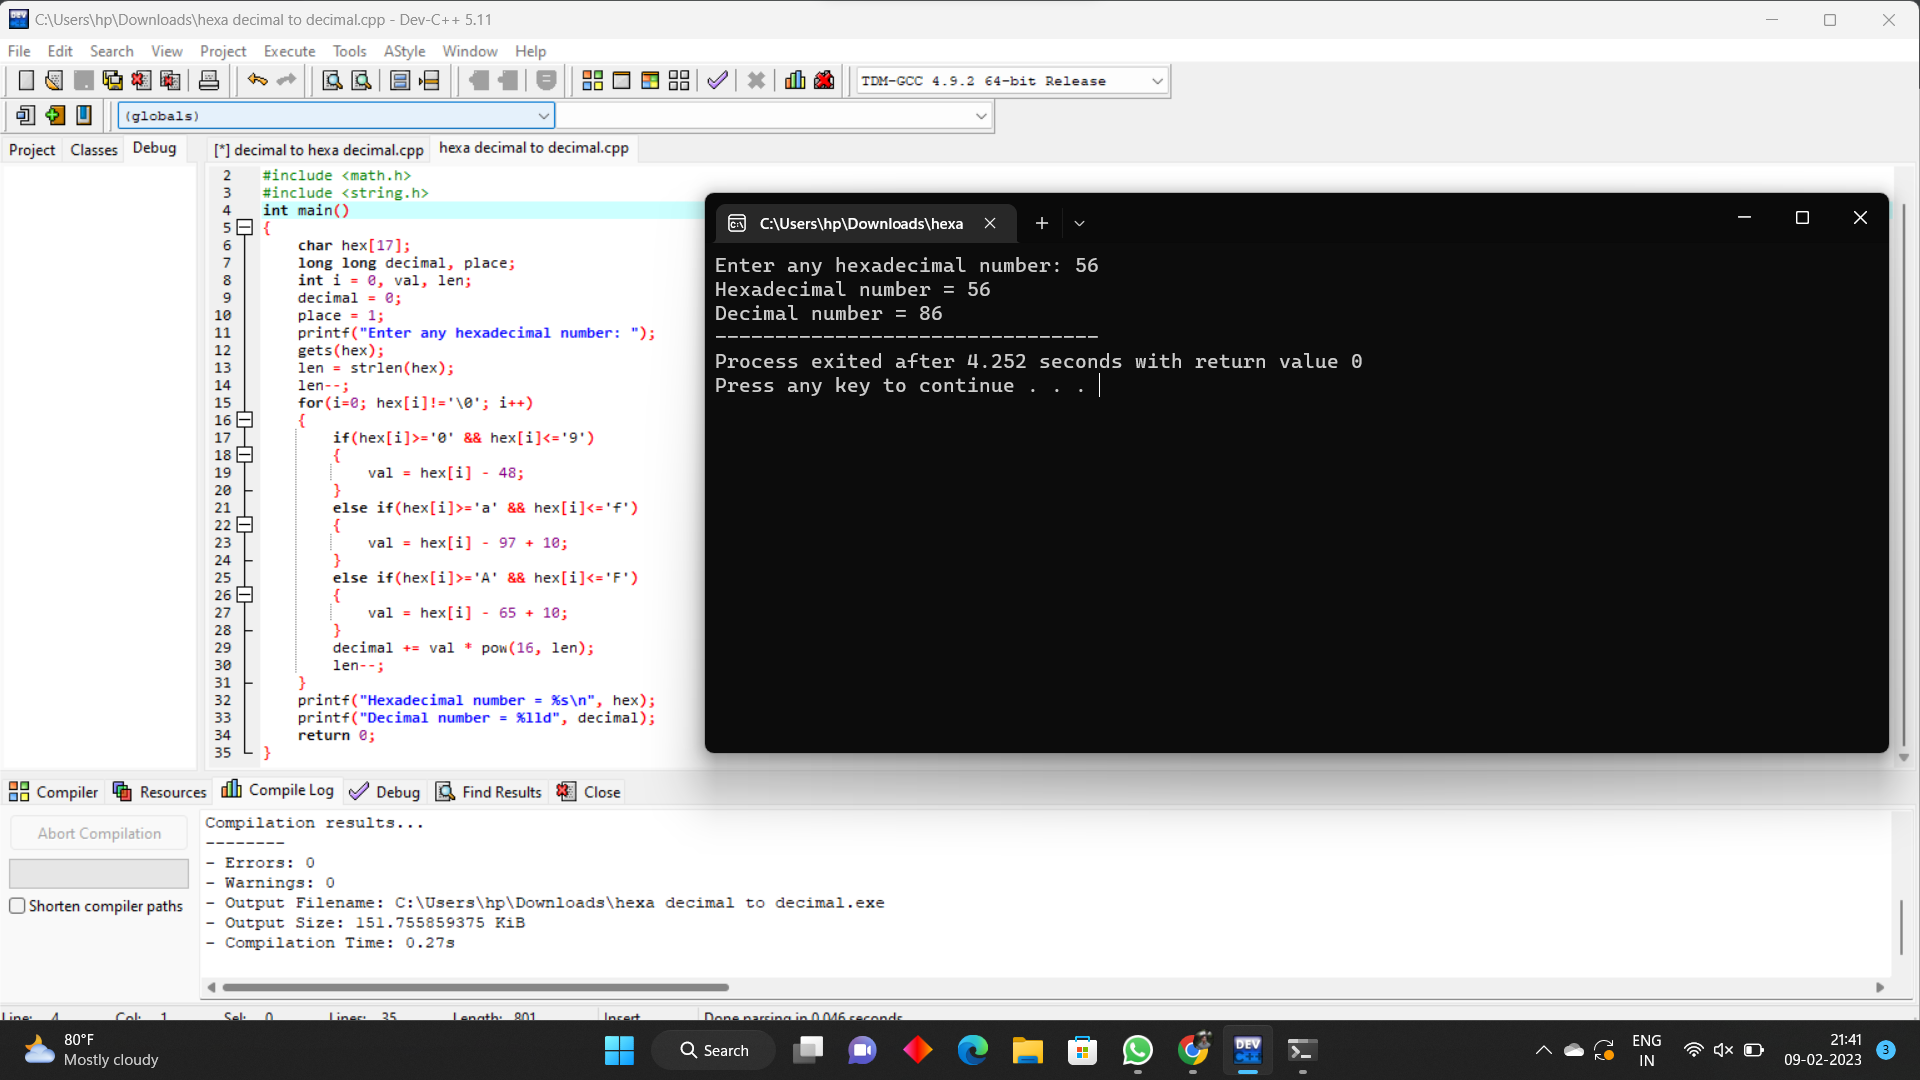 C:\Users\hp\Downloads\hexa decimal to decimal.cpp - Dev-C++ 5.11
File Edit Search View Project Execute Tools AStyle Window Help
TDM-GCC 4.9.2 64-bit Release
(globals)
Project Classes Debug
[*] decimal to hexa decimal.cpp hexa decimal to decimal.cpp
2 #include <math.h>
3 #include <string.h>
4 int main()
5 {
6 char hex[17];
7 long long decimal, place;
8 int i = 0, val, len;
9 decimal = 0;
10 place = 1;
11 printf("Enter any hexadecimal number: ");
12 gets(hex);
13 len = strlen(hex);
14 len--;
15 for(i=0; hex[i]!='\0'; i++)
16 {
17 if(hex[i]>='0' && hex[i]<='9')
18 {
19 val = hex[i] - 48;
20 }
21 else if(hex[i]>='a' && hex[i]<='f')
22 {
23 val = hex[i] - 97 + 10;
24 }
25 else if(hex[i]>='A' && hex[i]<='F')
26 {
27 val = hex[i] - 65 + 10;
28 }
29 decimal += val * pow(16, len);
30 len--;
31 }
32 printf("Hexadecimal number = %s\n", hex);
33 printf("Decimal number = %lld", decimal);
34 return 0;
35 }
C:\Users\hp\Downloads\hexa
Enter any hexadecimal number: 56
Hexadecimal number = 56
Decimal number = 86
--------------------------------
Process exited after 4.252 seconds with return value 0
Press any key to continue . . .
Compiler Resources Compile Log Debug Find Results Close
Abort Compilation
Shorten compiler paths
Compilation results...
--------
- Errors: 0
- Warnings: 0
- Output Filename: C:\Users\hp\Downloads\hexa decimal to decimal.exe
- Output Size: 151.755859375 KiB
- Compilation Time: 0.27s
Line: 4 Col: 1 Sel: 0 Lines: 35 Length: 801 Insert Done parsing in 0.046 seconds
80°F
Mostly cloudy
Search
DEV
C++
ENG
IN
21:41
09-02-2023
3